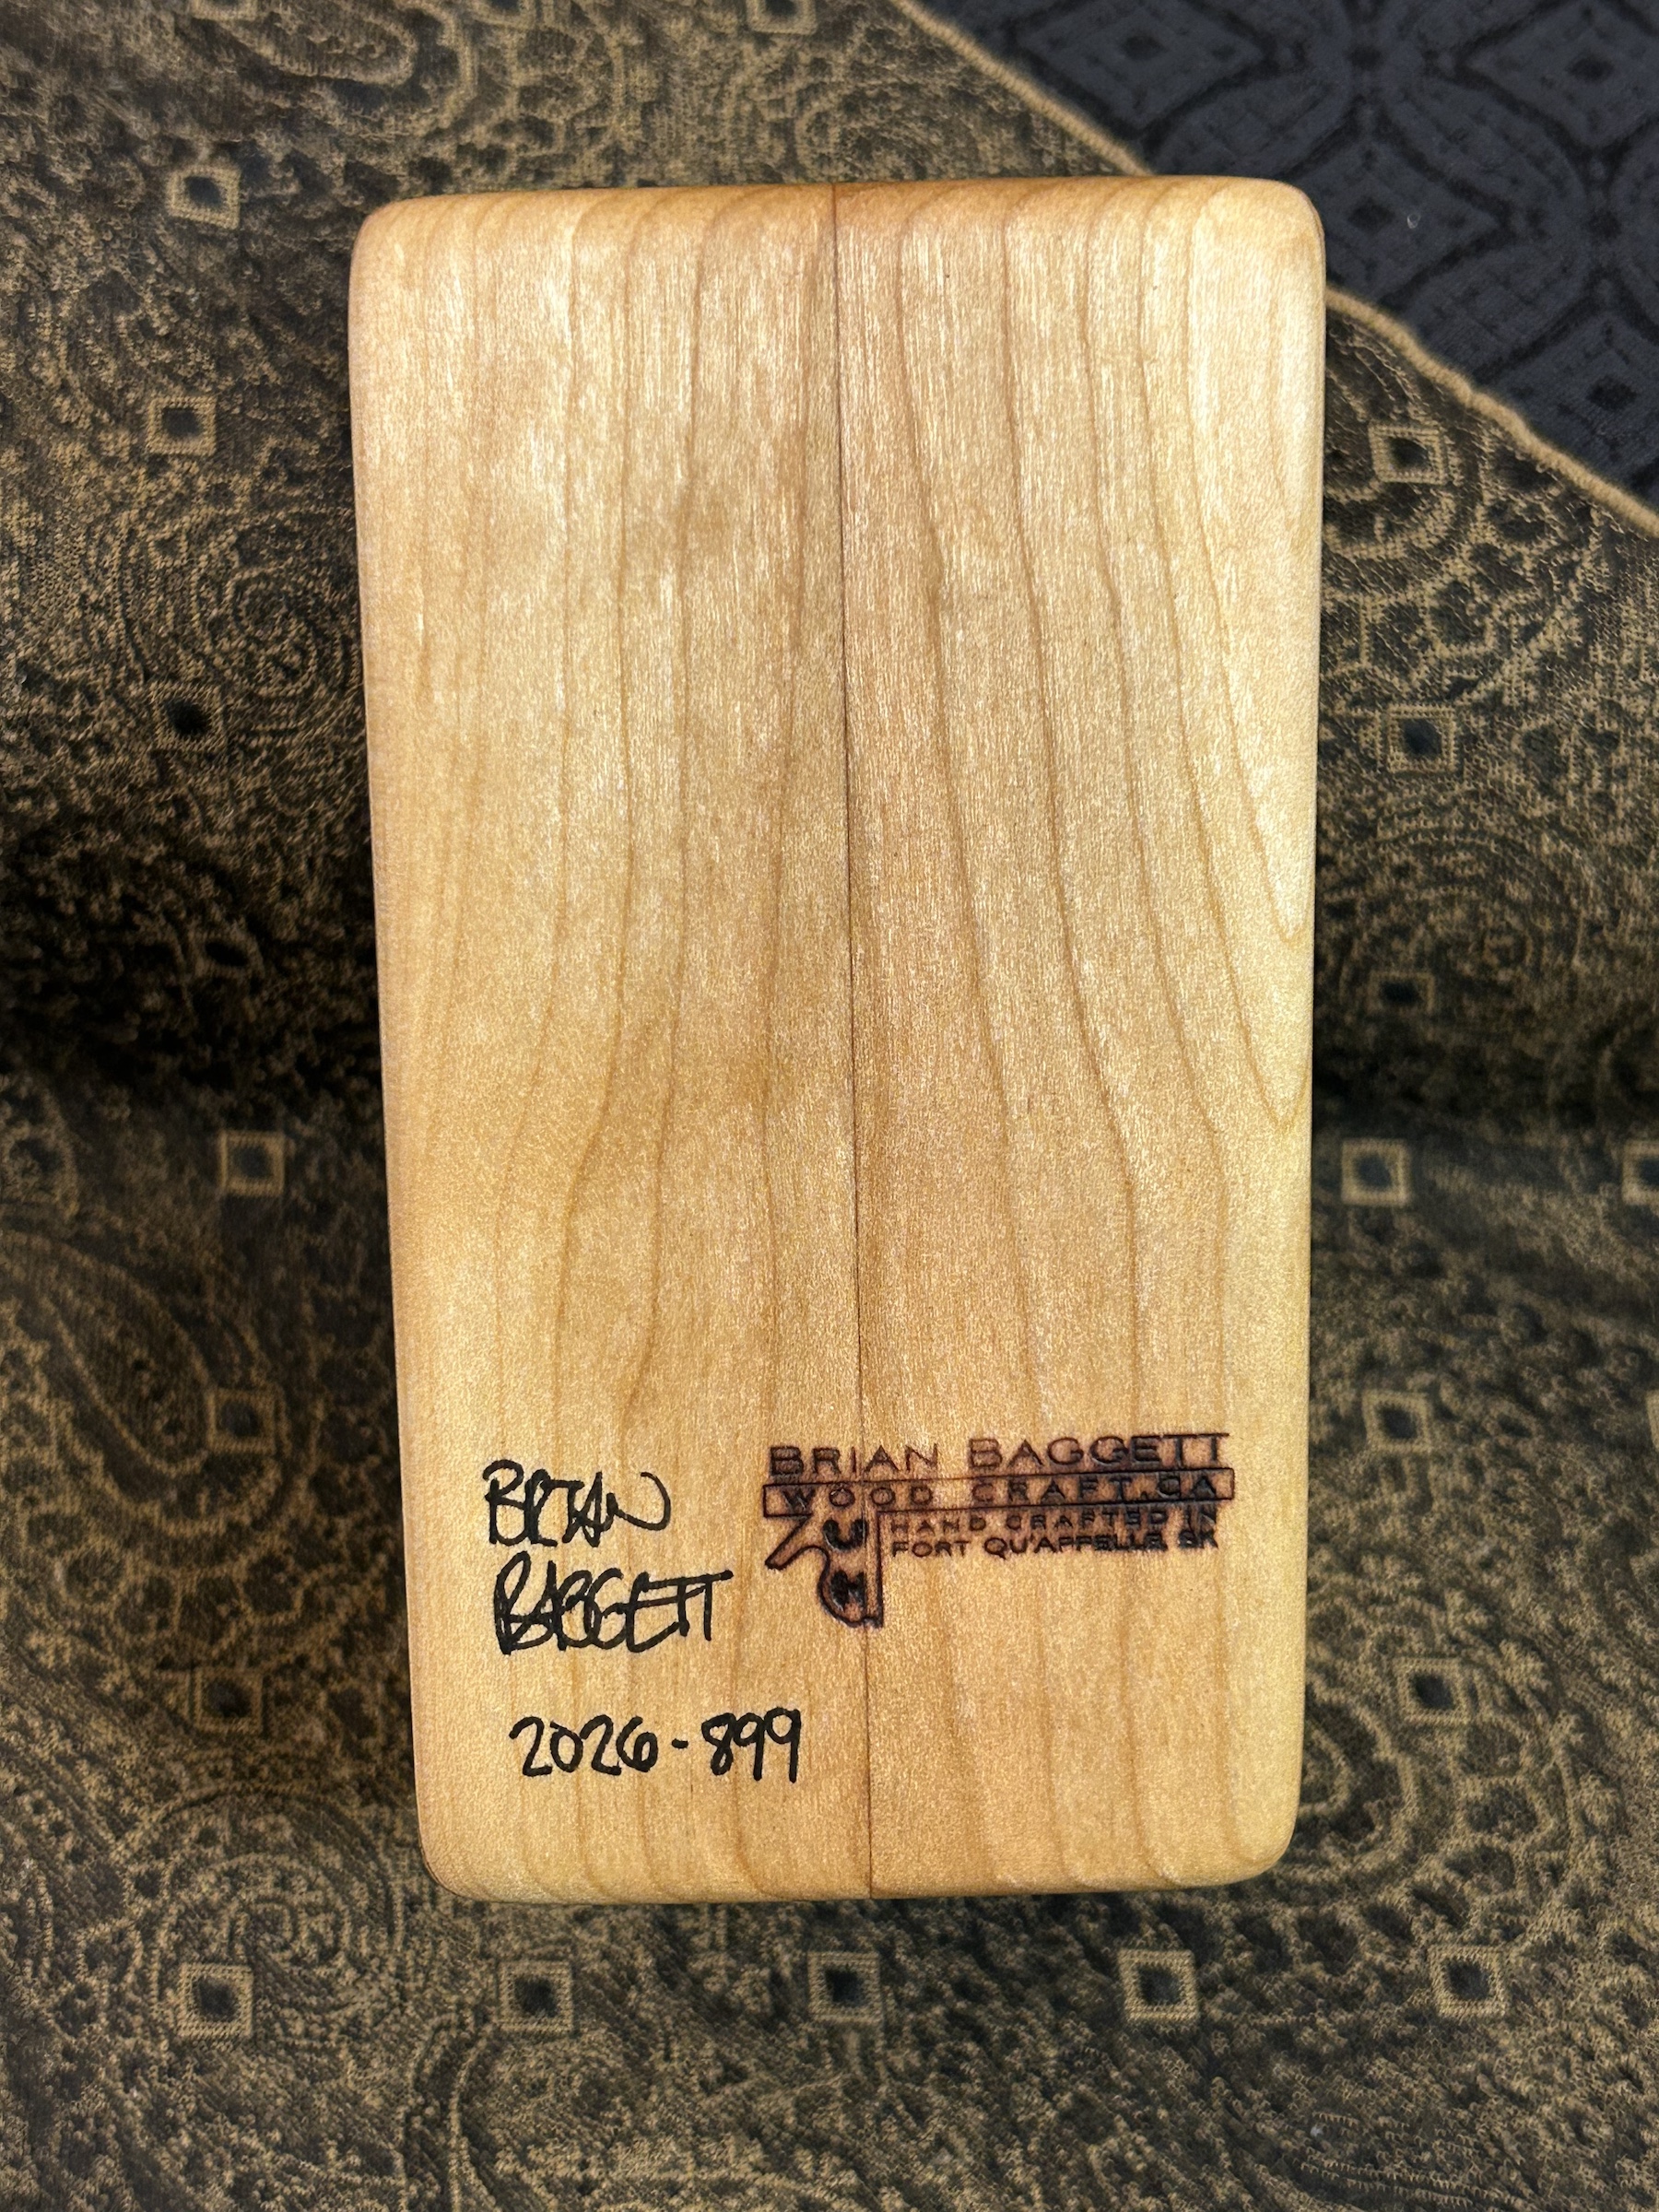 BRIAN
BAGGETT
2026-899
BRIAN BAGGETT
WOOD CRAFT.CA
HAND CRAFTED IN
FORT QU'APPELLE SK